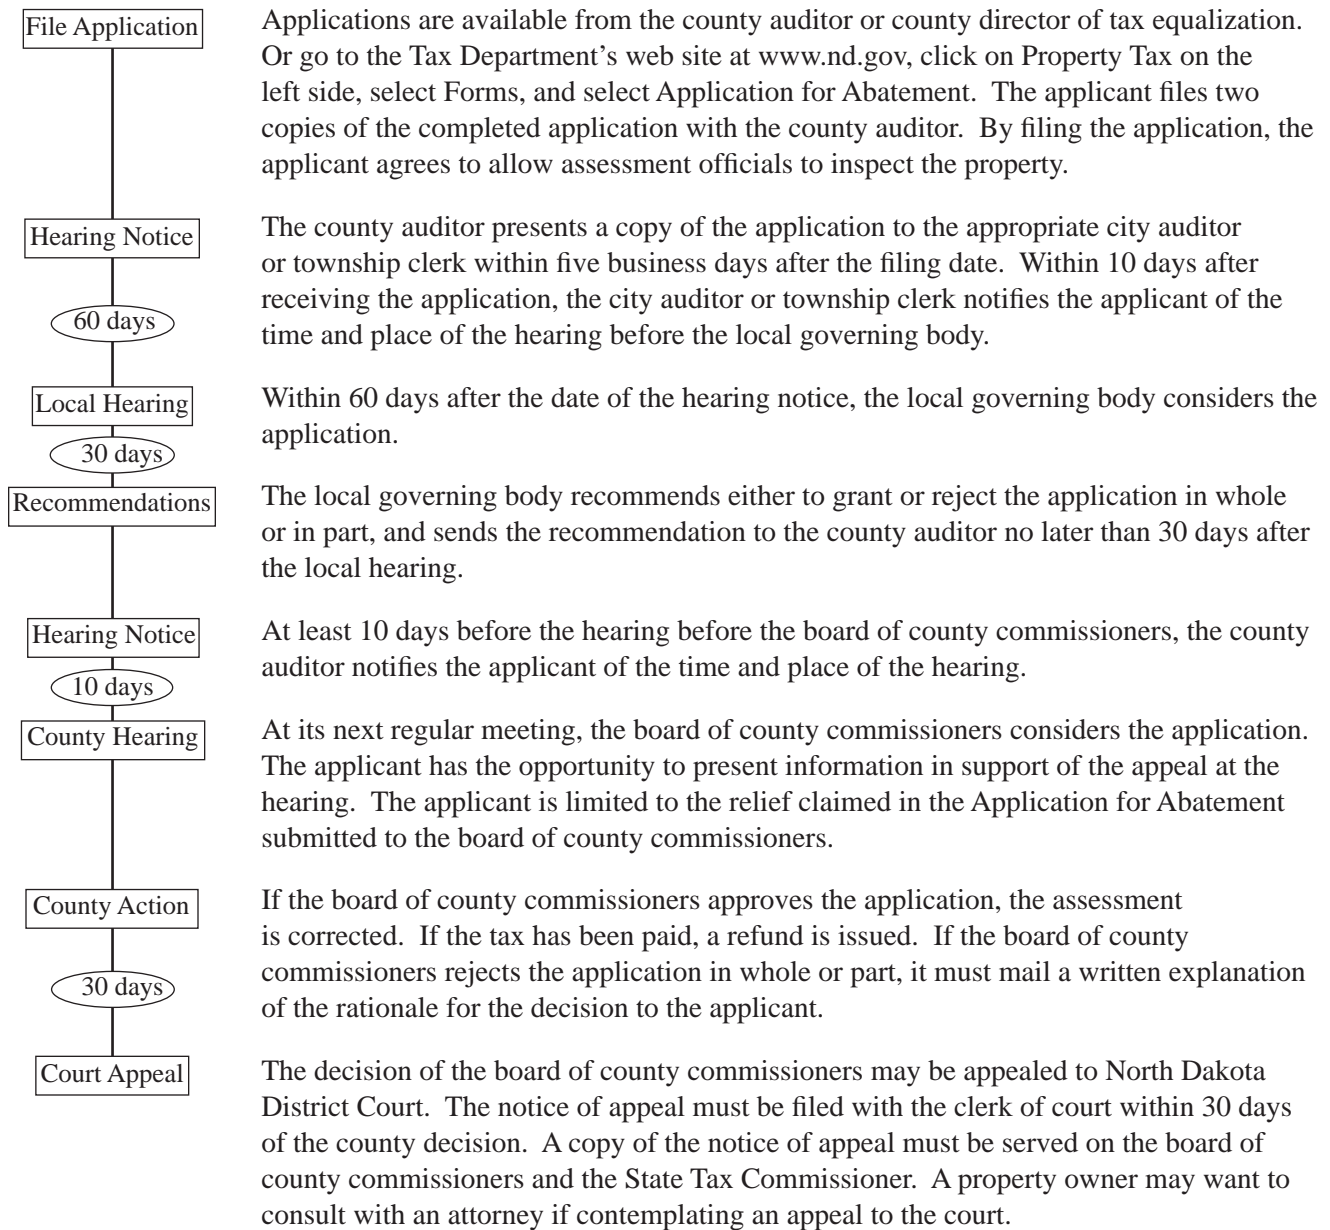 File Application
Applications are available from the county auditor or county director of tax equalization.
Or go to the Tax Department’s web site at www.nd.gov, click on Property Tax on the
left side, select Forms, and select Application for Abatement.  The applicant files two
copies of the completed application with the county auditor.  By filing the application, the
applicant agrees to allow assessment officials to inspect the property.
Hearing Notice
The county auditor presents a copy of the application to the appropriate city auditor
or township clerk within five business days after the filing date.  Within 10 days after
receiving the application, the city auditor or township clerk notifies the applicant of the
time and place of the hearing before the local governing body.
60 days
Local Hearing
Within 60 days after the date of the hearing notice, the local governing body considers the
application.
30 days
Recommendations
The local governing body recommends either to grant or reject the application in whole
or in part, and sends the recommendation to the county auditor no later than 30 days after
the local hearing.
Hearing Notice
At least 10 days before the hearing before the board of county commissioners, the county
auditor notifies the applicant of the time and place of the hearing.
10 days
County Hearing
At its next regular meeting, the board of county commissioners considers the application.
The applicant has the opportunity to present information in support of the appeal at the
hearing.  The applicant is limited to the relief claimed in the Application for Abatement
submitted to the board of county commissioners.
County Action
If the board of county commissioners approves the application, the assessment
is corrected.  If the tax has been paid, a refund is issued.  If the board of county
commissioners rejects the application in whole or part, it must mail a written explanation
of the rationale for the decision to the applicant.
30 days
Court Appeal
The decision of the board of county commissioners may be appealed to North Dakota
District Court.  The notice of appeal must be filed with the clerk of court within 30 days
of the county decision.  A copy of the notice of appeal must be served on the board of
county commissioners and the State Tax Commissioner.  A property owner may want to
consult with an attorney if contemplating an appeal to the court.